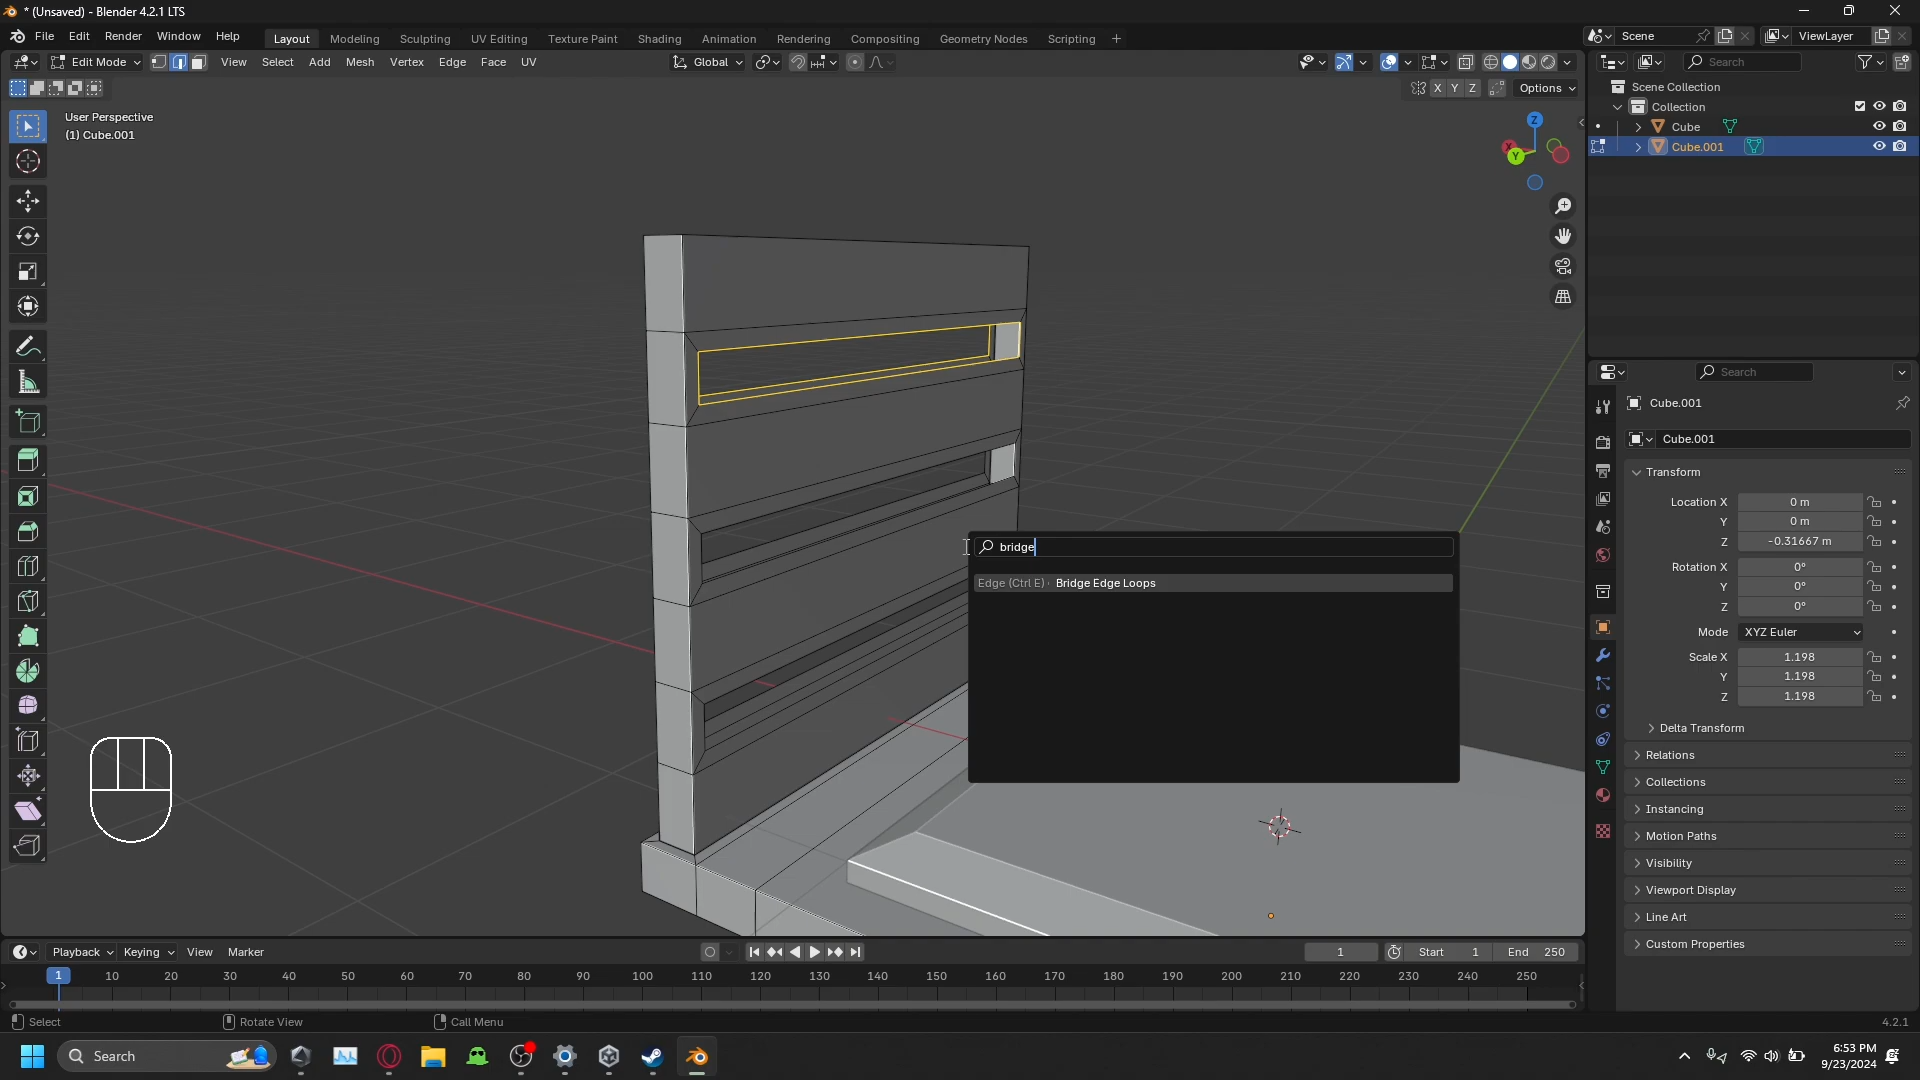 * (Unsaved) - Blender 4.2.1 LTS
File Edit Render Window Help
Layout Modeling Sculpting UV Editing Texture Paint Shading Animation Rendering Compositing Geometry Nodes Scripting +
Scene
ViewLayer
Edit Mode View Select Add Mesh Vertex Edge Face UV
Global
Search
X Y Z Options
User Perspective
(1) Cube.001
Z
X
Y
Scene Collection
Collection
Cube
Cube.001
Search
Cube.001
Cube.001
Transform
Location X 0 m
Y 0 m
Z -0.31667 m
Rotation X 0°
Y 0°
Z 0°
Mode XYZ Euler
Scale X 1.198
Y 1.198
Z 1.198
Delta Transform
Relations
Collections
Instancing
Motion Paths
Visibility
Viewport Display
Line Art
Custom Properties
bridge
Edge (Ctrl E) Bridge Edge Loops
Playback Keying View Marker
1 Start 1 End 250
1 10 20 30 40 50 60 70 80 90 100 110 120 130 140 150 160 170 180 190 200 210 220 230 240 250
Select Rotate View Call Menu
4.2.1
Search
6:53 PM
9/23/2024